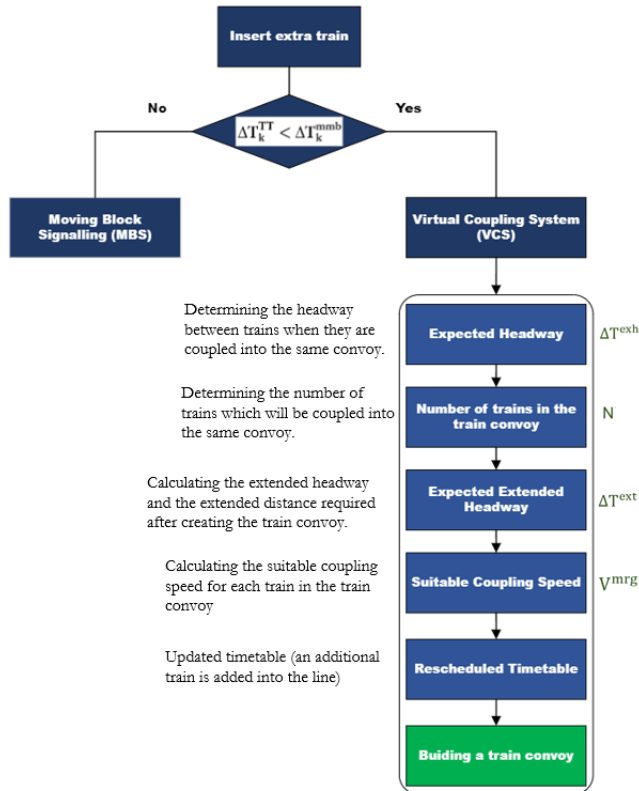 Insert extra train
No
Yes
ΔT_k^TT < ΔT_k^mmb
Moving Block
Signalling (MBS)
Virtual Coupling System
(VCS)
Determining the headway
between trains when they are
coupled into the same convoy.
Expected Headway
ΔT^exh
Determining the number of
trains which will be coupled into
the same convoy.
Number of trains in the
train convoy
N
Calculating the extended headway
and the extended distance required
after creating the train convoy.
Expected Extended
Headway
ΔT^ext
Calculating the suitable coupling
speed for each train in the train
convoy
Suitable Coupling Speed
V^mrg
Updated timetable (an additional
train is added into the line)
Rescheduled Timetable
Buiding a train convoy